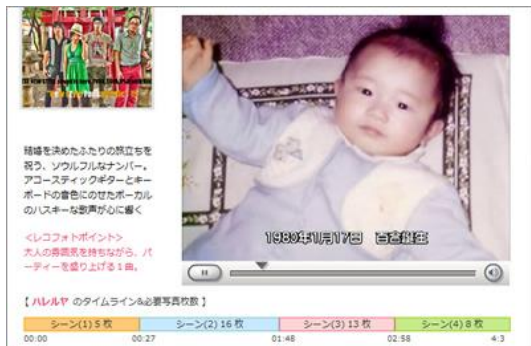 結婚を決めたふたりの旅立ちを
祝う、ソウルフルなナンバー。
アコースティックギターとキー
ボードの音色にのせたボーカル
のハスキーな歌声が心に響く
＜レコフォトポイント＞
大人の雰囲気を持ちながら、パ
ーティーを盛り上げる1曲。
1980年1月17日 百合誕生
【 ハレルヤ のタイムライン&必要写真枚数 】
シーン(1) 5 枚 シーン(2) 16 枚 シーン(3) 13 枚 シーン(4) 8 枚
00:00 00:27 01:48 02:58 4:3